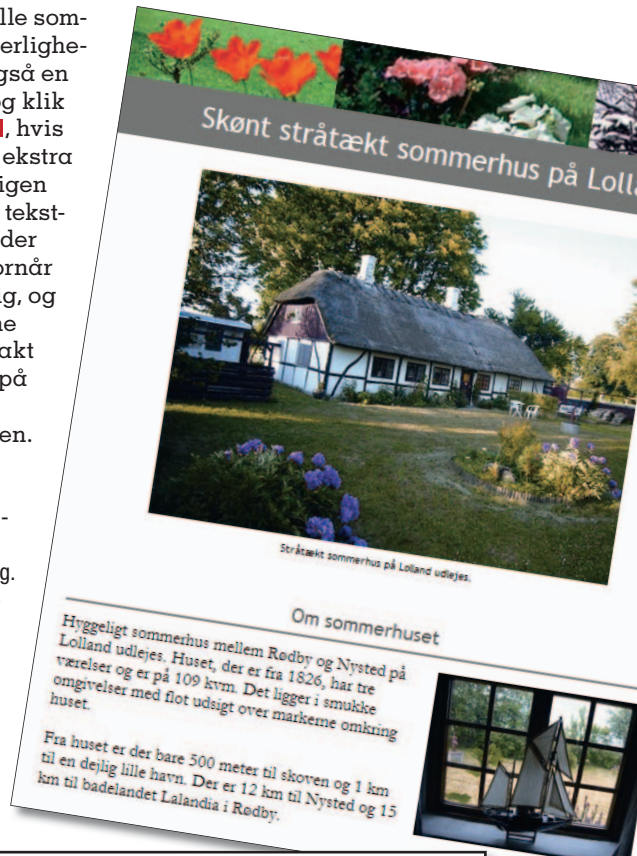 lle som-
erlighe-
gså en
og klik
, hvis
ekstra
igen
tekst-
der
ornår
g, og
ne
akt
på
en.
-
g.
Skønt stråtækt sommerhus på Lolla
Stråtækt sommerhus på Lolland udlejes.
Om sommerhuset
Hyggeligt sommerhus mellem Rødby og Nysted på
Lolland udlejes. Huset, der er fra 1826, har tre
værelser og er på 109 kvm. Det ligger i smukke
omgivelser med flot udsigt over markerne omkring
huset.
Fra huset er der bare 500 meter til skoven og 1 km
til en dejlig lille havn. Der er 12 km til Nysted og 15
km til badelandet Lalandia i Rødby.